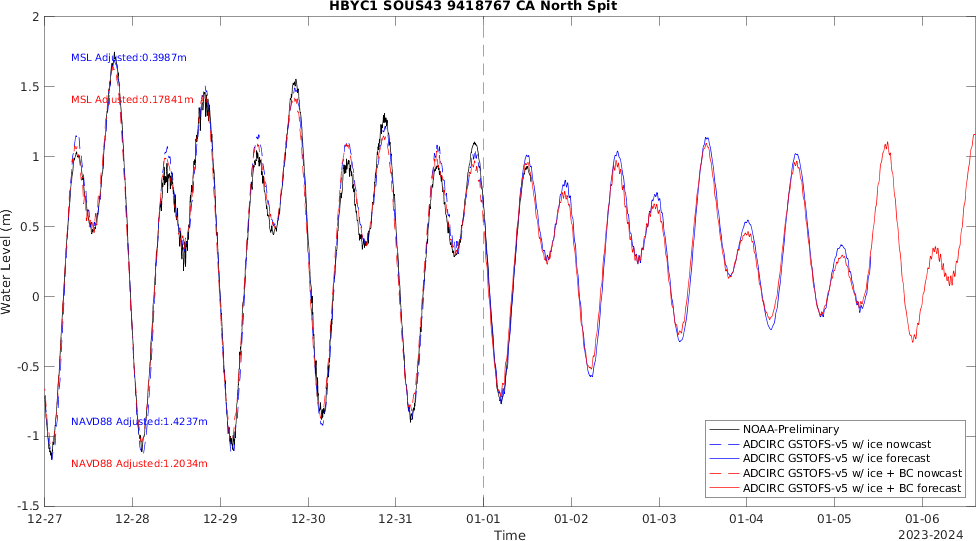 HBYC1 SOUS43 9418767 CA North Spit
2
1.5
1
0.5
0
-0.5
-1
-1.5
Water Level (m)
MSL Adjusted:0.3987m
MSL Adjusted:0.17841m
NAVD88 Adjusted:1.4237m
NAVD88 Adjusted:1.2034m
NOAA-Preliminary
ADCIRC GSTOFS-v5 w/ ice nowcast
ADCIRC GSTOFS-v5 w/ ice forecast
ADCIRC GSTOFS-v5 w/ ice + BC nowcast
ADCIRC GSTOFS-v5 w/ ice + BC forecast
12-27 12-28 12-29 12-30 12-31 01-01 01-02 01-03 01-04 01-05 01-06
Time
2023-2024